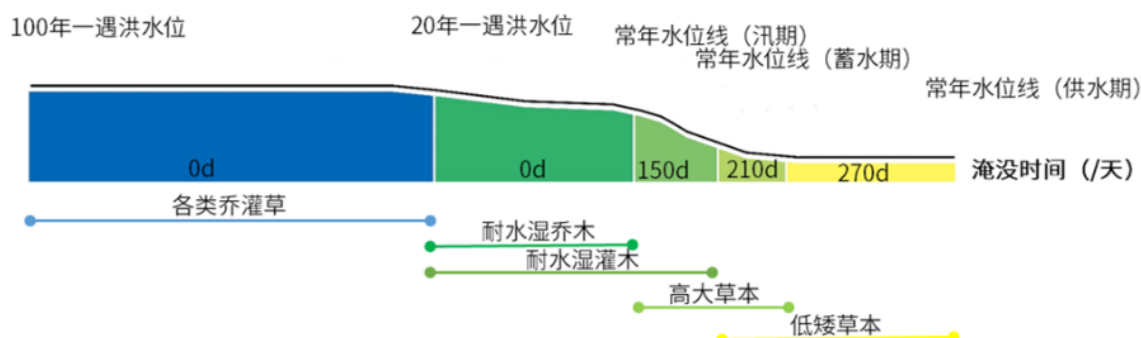 100年一遇洪水位
20年一遇洪水位
常年水位线（汛期）
常年水位线（蓄水期）
常年水位线（供水期）
0d
0d
150d
210d
270d
淹没时间（/天）
各类乔灌草
耐水湿乔木
耐水湿灌木
高大草本
低矮草本